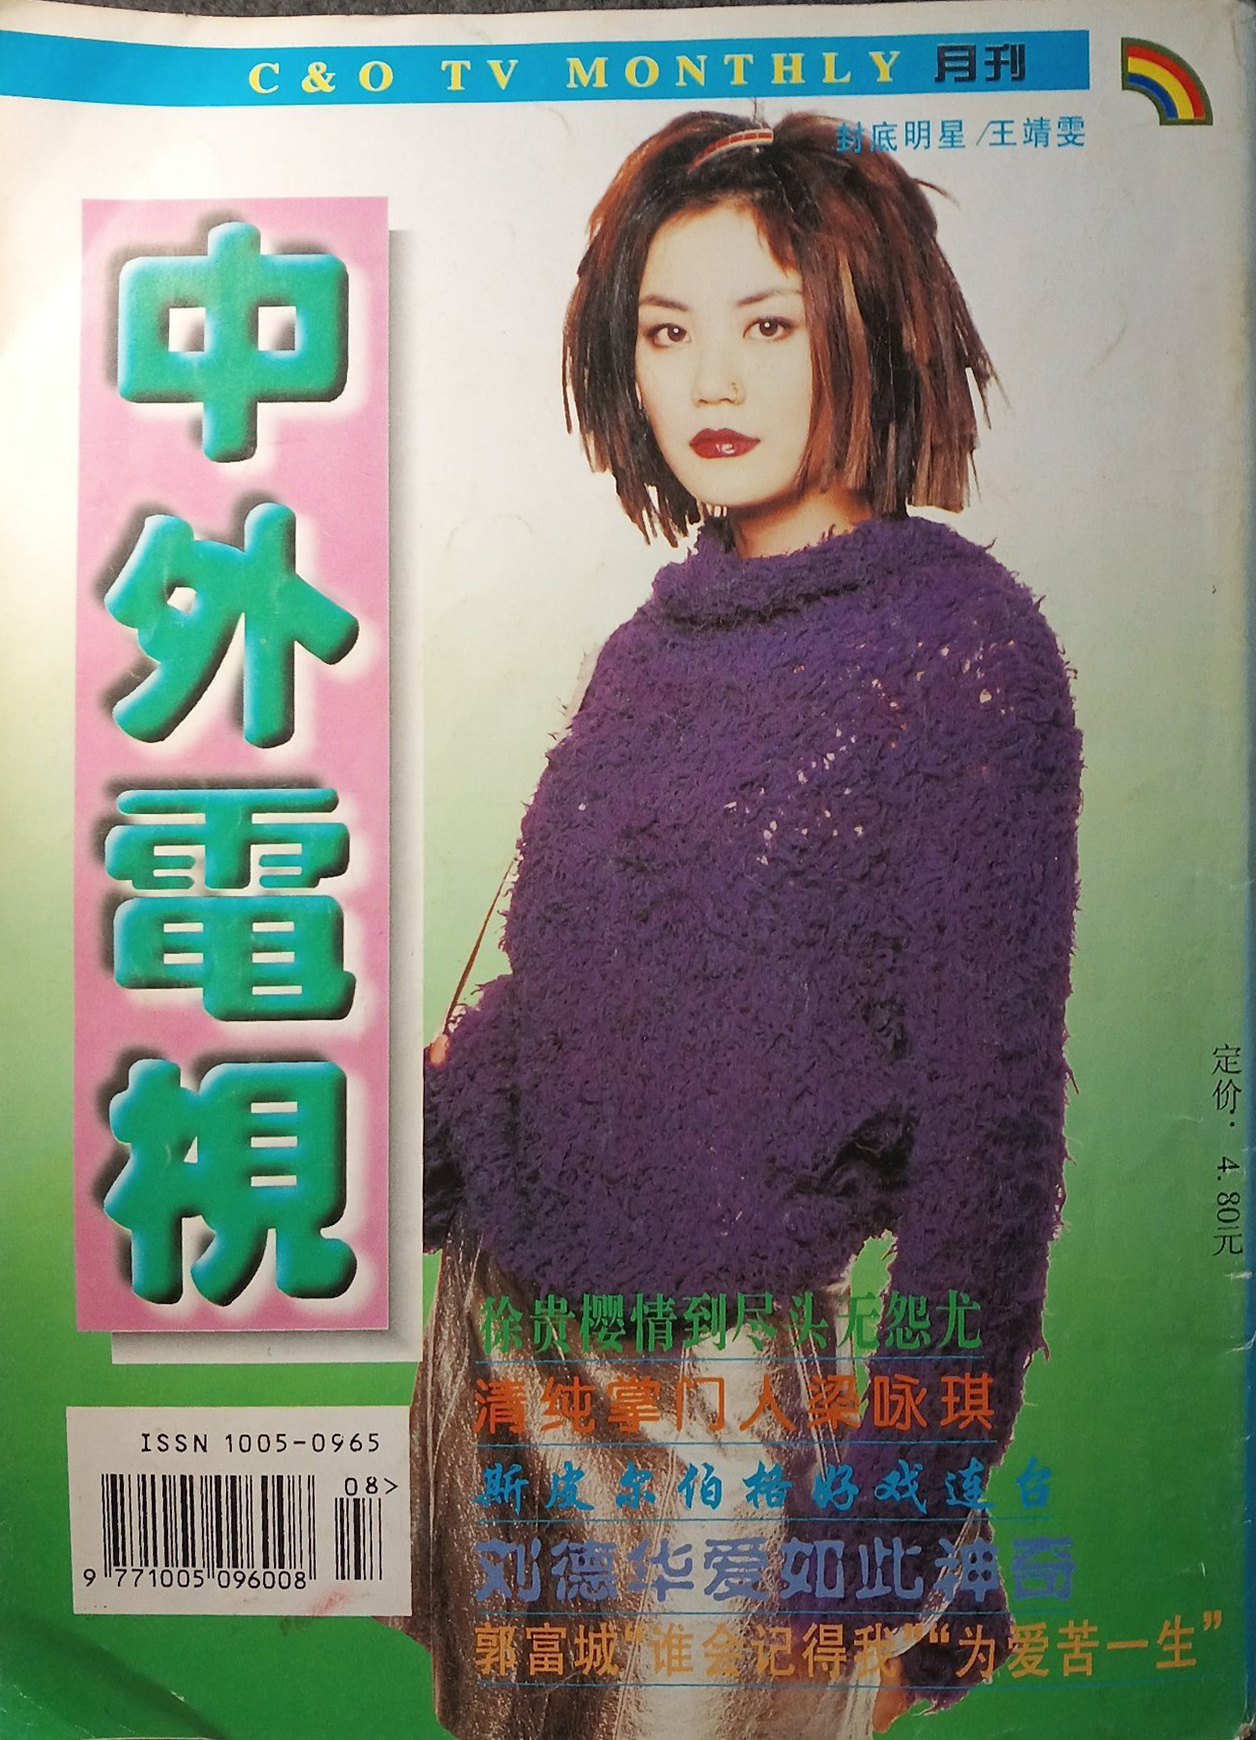 C & O TV MONTHLY 月刊
封底明星/王靖雯
中外電視
定价: 4.80元
徐贵樱情到尽头无怨尤
清纯掌门人梁咏琪
斯皮尔伯格好戏连台
刘德华爱如此神奇
郭富城“谁会记得我”“为爱苦一生”
ISSN 1005-0965
08>
9 771005 096008